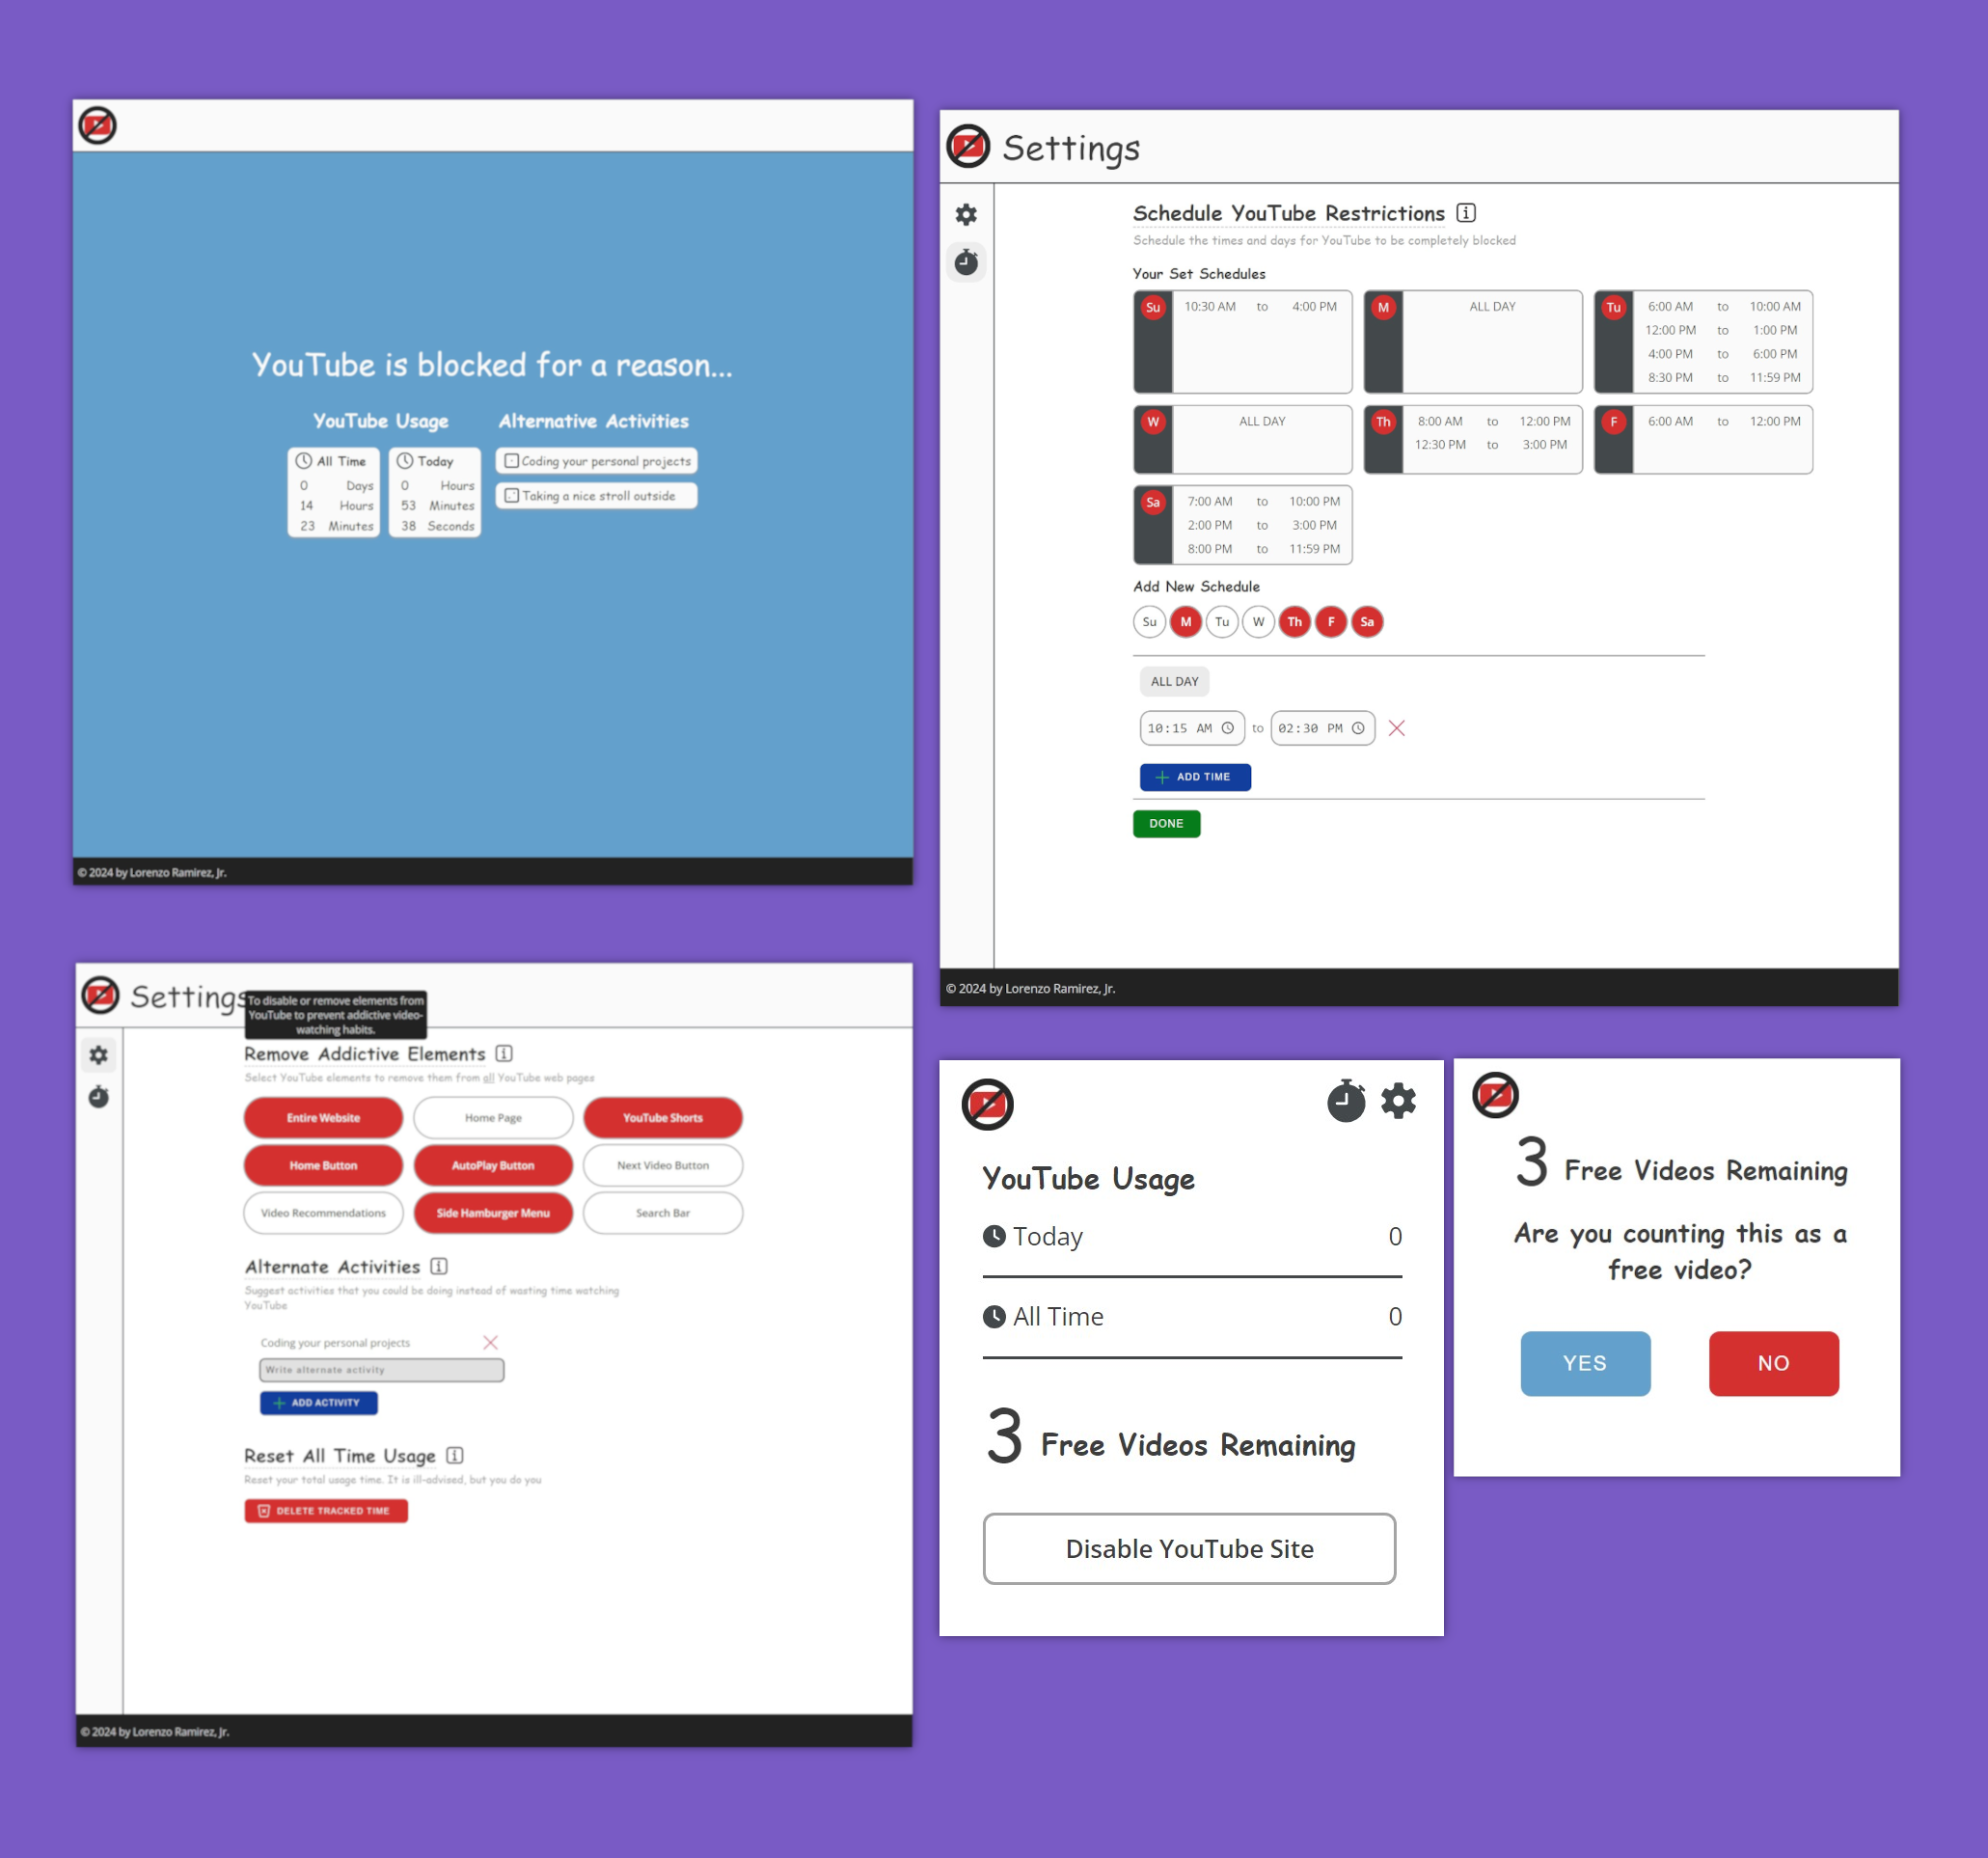 YouTube is blocked for a reason...
YouTube Usage
All Time
0 Days
14 Hours
23 Minutes
Today
0 Hours
53 Minutes
38 Seconds
Alternative Activities
Coding your personal projects
Taking a nice stroll outside
© 2024 by Lorenzo Ramirez, Jr.
Settings
Schedule YouTube Restrictions
Schedule the times and days for YouTube to be completely blocked
Your Set Schedules
Su
10:30 AM to 4:00 PM
M
ALL DAY
Tu
6:00 AM to 10:00 AM
12:00 PM to 1:00 PM
4:00 PM to 6:00 PM
8:30 PM to 11:59 PM
W
ALL DAY
Th
8:00 AM to 12:00 PM
12:30 PM to 3:00 PM
F
6:00 AM to 12:00 PM
Sa
7:00 AM to 10:00 PM
2:00 PM to 3:00 PM
8:00 PM to 11:59 PM
Add New Schedule
Su M Tu W Th F Sa
ALL DAY
10:15 AM to 02:30 PM
ADD TIME
DONE
© 2024 by Lorenzo Ramirez, Jr.
Settings
To disable or remove elements from
YouTube to prevent addictive video-
watching habits.
Remove Addictive Elements
Select YouTube elements to remove them from all YouTube web pages
Entire Website Home Page YouTube Shorts
Home Button AutoPlay Button Next Video Button
Video Recommendations Side Hamburger Menu Search Bar
Alternate Activities
Suggest activities that you could be doing instead of wasting time watching
YouTube
Coding your personal projects
Write alternate activity
ADD ACTIVITY
Reset All Time Usage
Reset your total usage time. It is ill-advised, but you do you
DELETE TRACKED TIME
© 2024 by Lorenzo Ramirez, Jr.
YouTube Usage
Today 0
All Time 0
3 Free Videos Remaining
Disable YouTube Site
3 Free Videos Remaining
Are you counting this as a
free video?
YES NO